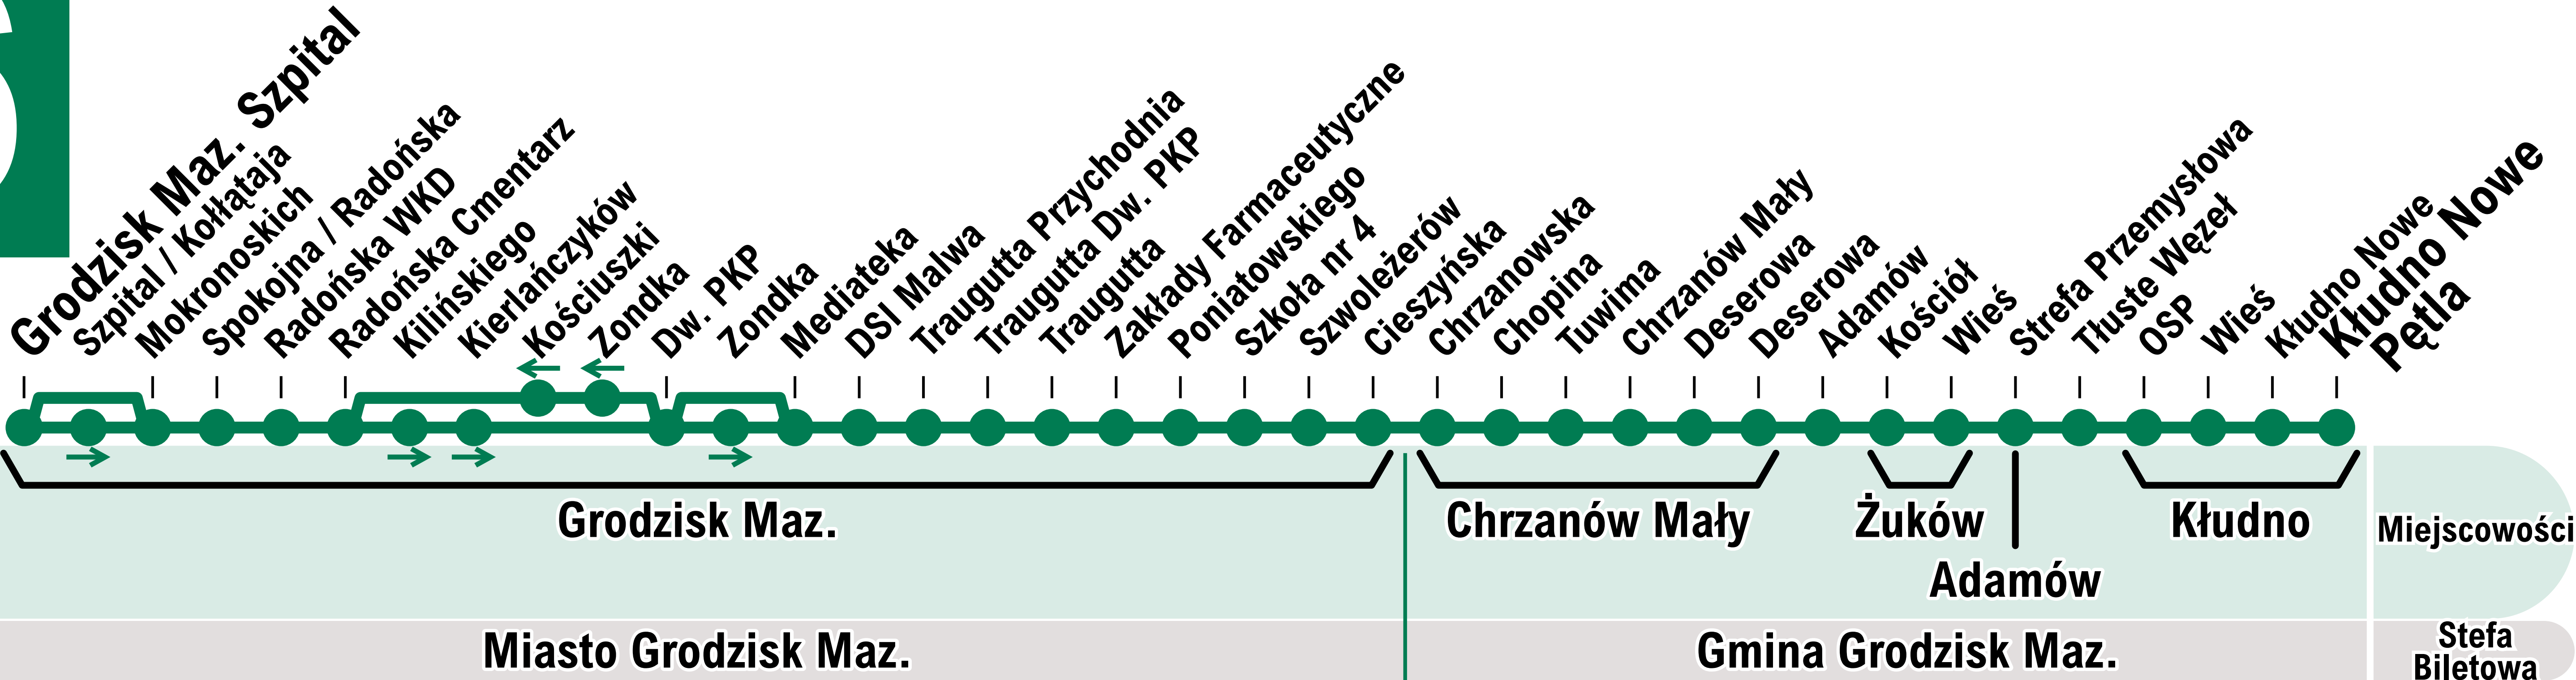 Grodzisk Maz. Szpital
Szpital / Kołłątaja
Mokronoskich
Spokojna / Radońska
Radońska WKD
Radońska Cmentarz
Kilińskiego
Kierlańczyków
Kościuszki
Zondka
Dw. PKP
Zondka
Mediateka
DSI Malwa
Traugutta Przychodnia
Traugutta Dw. PKP
Traugutta
Zakłady Farmaceutyczne
Poniatowskiego
Szkoła nr 4
Szwoleżerów
Cieszyńska
Chrzanowska
Chopina
Tuwima
Chrzanów Mały
Deserowa
Deserowa
Adamów
Kościół
Wieś
Strefa Przemysłowa
Tłuste Węzeł
OSP
Wieś
Kłudno Nowe
Kłudno Nowe
Pętla
Grodzisk Maz.
Chrzanów Mały
Żuków
Adamów
Kłudno
Miejscowości
Miasto Grodzisk Maz.
Gmina Grodzisk Maz.
Stefa
Biletowa